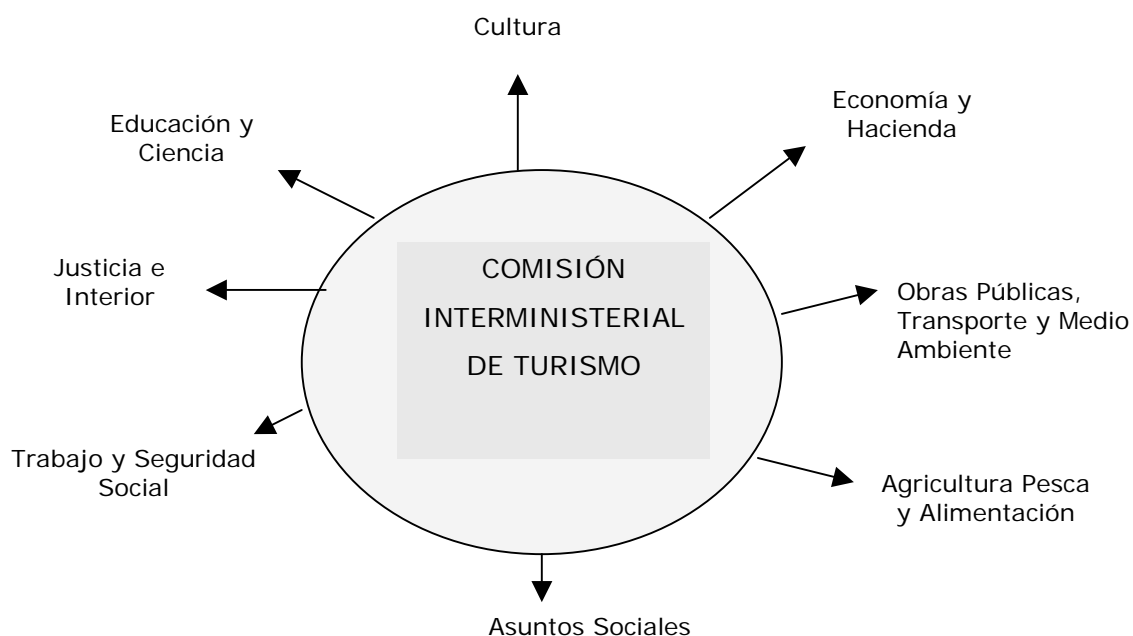 Cultura
Economía y
Hacienda
Educación y
Ciencia
Justicia e
Interior
COMISIÓN
INTERMINISTERIAL
DE TURISMO
Obras Públicas,
Transporte y Medio
Ambiente
Trabajo y Seguridad
Social
Agricultura Pesca
y Alimentación
Asuntos Sociales